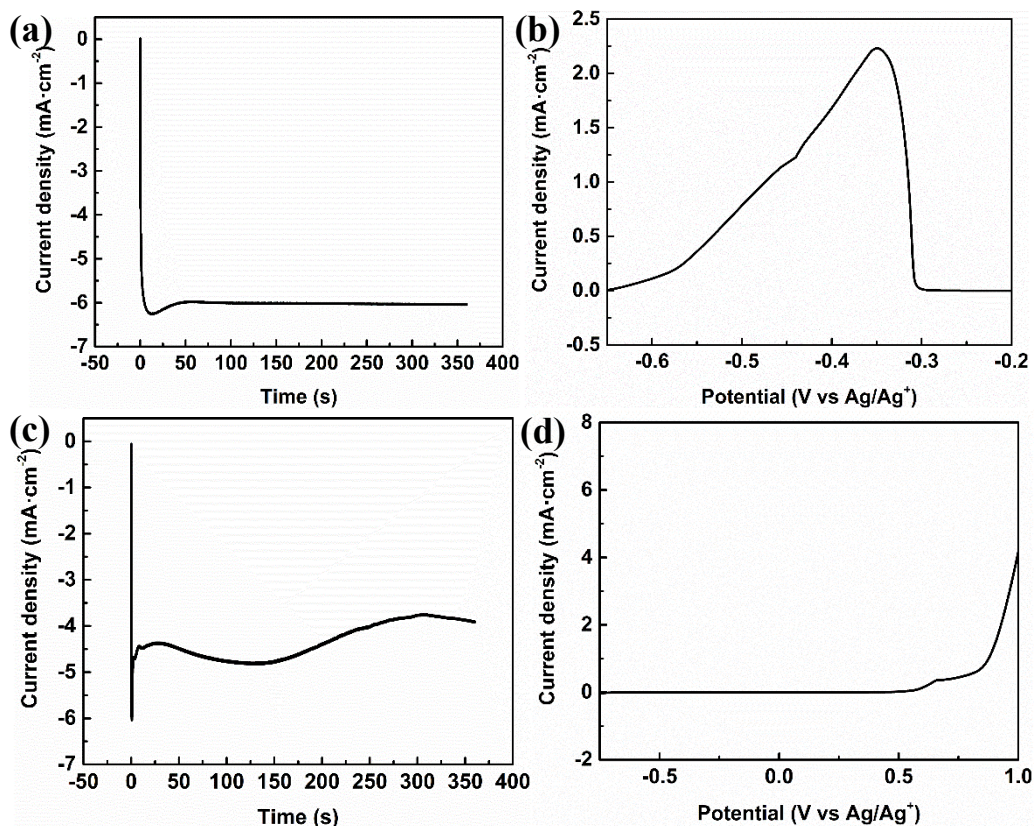 (a)
0
-1
-2
-3
-4
-5
-6
-7
Current density (mA·cm⁻²)
-50 0 50 100 150 200 250 300 350 400
Time (s)
(b)
2.5
2.0
1.5
1.0
0.5
0.0
-0.5
Current density (mA·cm⁻²)
-0.6 -0.5 -0.4 -0.3 -0.2
Potential (V vs Ag/Ag⁺)
(c)
0
-1
-2
-3
-4
-5
-6
-7
Current density (mA·cm⁻²)
-50 0 50 100 150 200 250 300 350 400
Time (s)
(d)
8
6
4
2
0
-2
Current density (mA·cm⁻²)
-0.5 0.0 0.5 1.0
Potential (V vs Ag/Ag⁺)